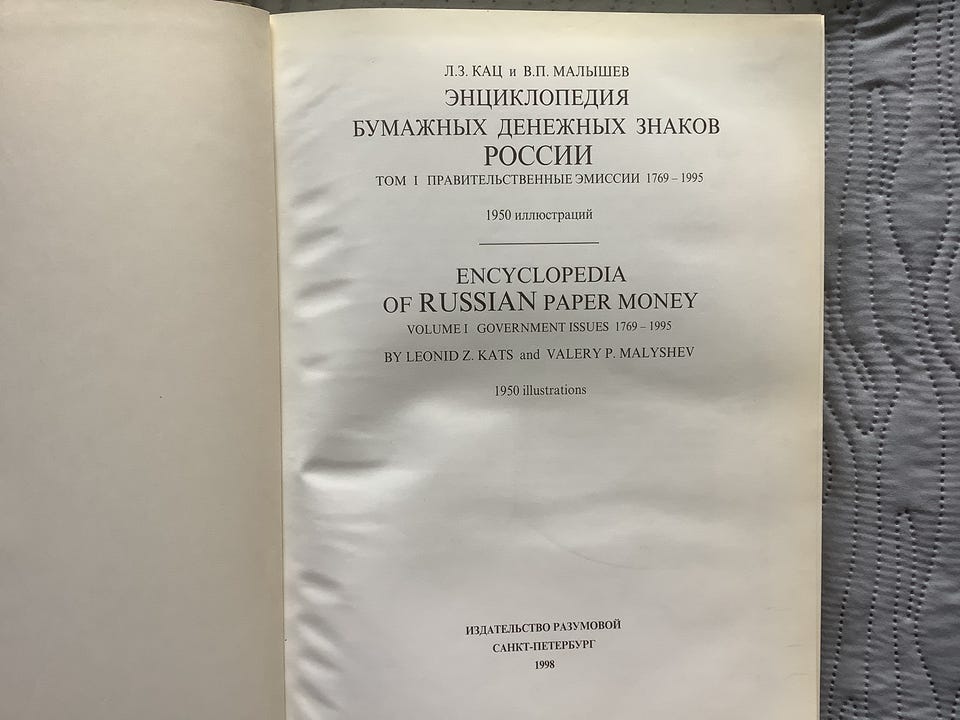 Л.З. КАЦ и В.П. МАЛЫШЕВ
ЭНЦИКЛОПЕДИЯ
БУМАЖНЫХ ДЕНЕЖНЫХ ЗНАКОВ
РОССИИ
ТОМ I ПРАВИТЕЛЬСТВЕННЫЕ ЭМИССИИ 1769 – 1995
1950 иллюстраций
ENCYCLOPEDIA
OF RUSSIAN PAPER MONEY
VOLUME I GOVERNMENT ISSUES 1769 – 1995
BY LEONID Z. KATS and VALERY P. MALYSHEV
1950 illustrations
ИЗДАТЕЛЬСТВО РАЗУМОВОЙ
САНКТ-ПЕТЕРБУРГ
1998